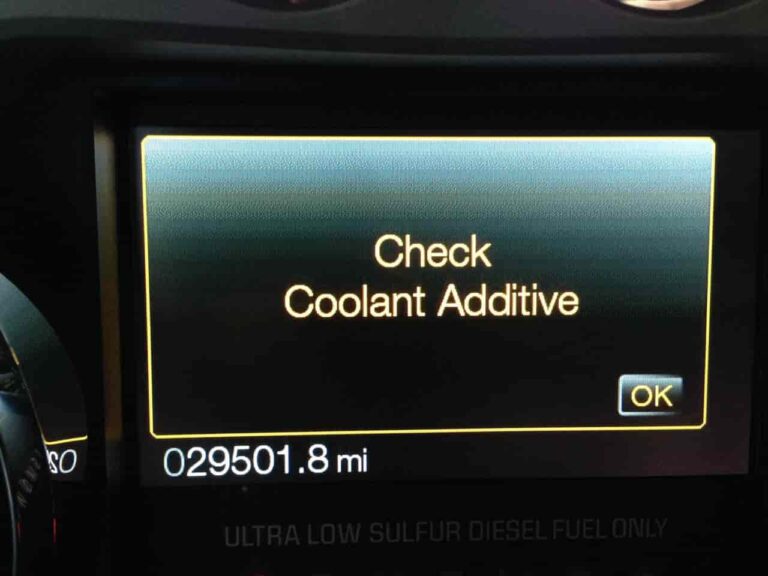 Check
Coolant Additive
OK
029501.8 mi
ULTRA LOW SULFUR DIESEL FUEL ONLY